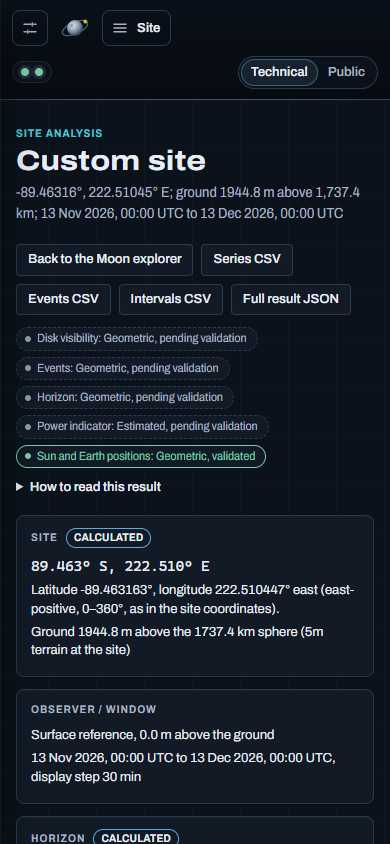 Site
Technical Public
SITE ANALYSIS
Custom site
-89.46316°, 222.51045° E; ground 1944.8 m above 1,737.4
km; 13 Nov 2026, 00:00 UTC to 13 Dec 2026, 00:00 UTC
Back to the Moon explorer Series CSV
Events CSV Intervals CSV Full result JSON
Disk visibility: Geometric, pending validation
Events: Geometric, pending validation
Horizon: Geometric, pending validation
Power indicator: Estimated, pending validation
Sun and Earth positions: Geometric, validated
How to read this result
SITE CALCULATED
89.463° S, 222.510° E
Latitude -89.463163°, longitude 222.510447° east (east-
positive, 0–360°, as in the site coordinates).
Ground 1944.8 m above the 1737.4 km sphere (5m
terrain at the site)
OBSERVER / WINDOW
Surface reference, 0.0 m above the ground
13 Nov 2026, 00:00 UTC to 13 Dec 2026, 00:00 UTC,
display step 30 min
HORIZON CALCULATED